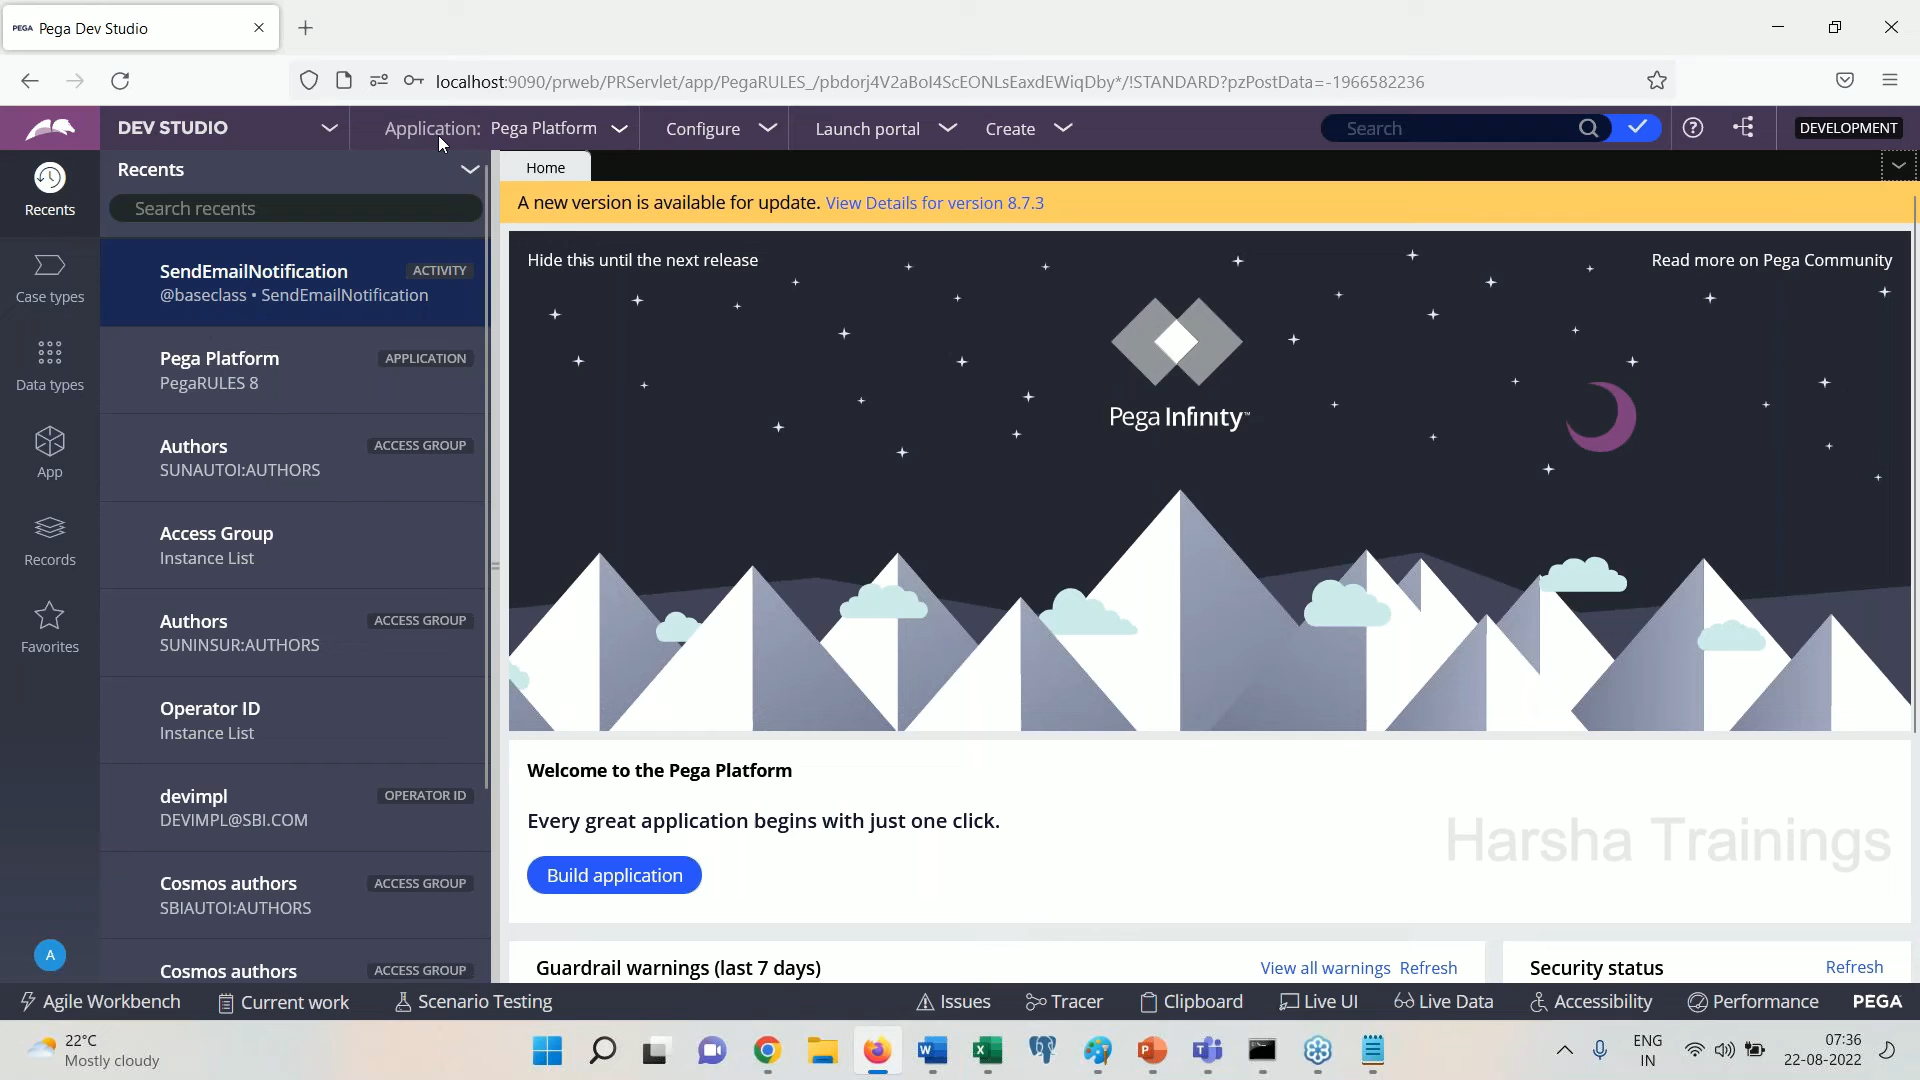 PEGA Pega Dev Studio
localhost:9090/prweb/PRServlet/app/PegaRULES_/pbdorj4V2aBoI4ScEONLsEaxdEWiqDby*/!STANDARD?pzPostData=-1966582236
DEV STUDIO
Application: Pega Platform
Configure
Launch portal
Create
Search
DEVELOPMENT
Recents
Case types
Data types
App
Records
Favorites
A
Recents
Search recents
SendEmailNotification ACTIVITY
@baseclass • SendEmailNotification
Pega Platform APPLICATION
PegaRULES 8
Authors ACCESS GROUP
SUNAUTOI:AUTHORS
Access Group
Instance List
Authors ACCESS GROUP
SUNINSUR:AUTHORS
Operator ID
Instance List
devimpl OPERATOR ID
DEVIMPL@SBI.COM
Cosmos authors ACCESS GROUP
SBIAUTOI:AUTHORS
Cosmos authors ACCESS GROUP
Home
A new version is available for update. View Details for version 8.7.3
Hide this until the next release
Read more on Pega Community
Pega Infinity™
Welcome to the Pega Platform
Every great application begins with just one click.
Build application
Harsha Trainings
Guardrail warnings (last 7 days)
View all warnings Refresh
Security status
Refresh
Agile Workbench
Current work
Scenario Testing
Issues
Tracer
Clipboard
Live UI
Live Data
Accessibility
Performance
PEGA
22°C
Mostly cloudy
ENG
IN
07:36
22-08-2022